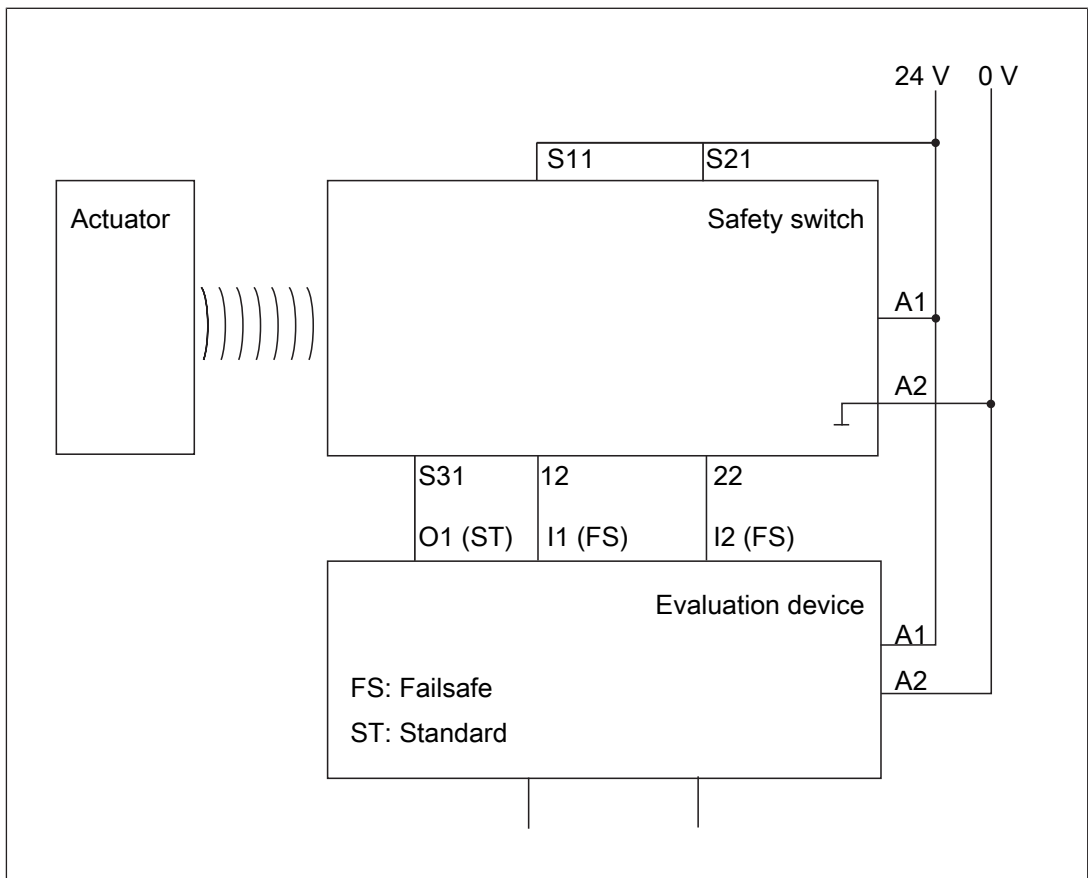 24 V 0 V
S11 S21
Actuator
Safety switch
A1
A2
S31 12 22
O1 (ST) I1 (FS) I2 (FS)
Evaluation device
A1
A2
FS: Failsafe
ST: Standard